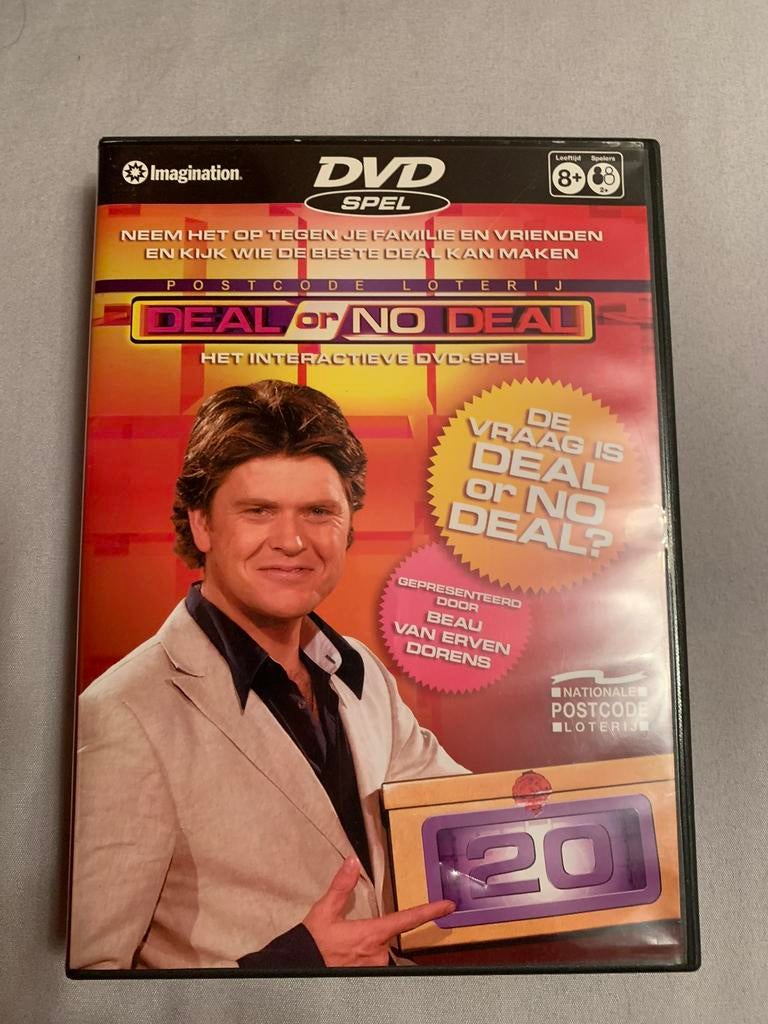 Imagination®
DVD
SPEL
Leeftijd
8+
Spelers
2+
NEEM HET OP TEGEN JE FAMILIE EN VRIENDEN
EN KIJK WIE DE BESTE DEAL KAN MAKEN
POSTCODE LOTERIJ
DEAL or NO DEAL
HET INTERACTIEVE DVD-SPEL
DE
VRAAG IS
DEAL
or NO
DEAL?
GEPRESENTEERD
DOOR
BEAU
VAN ERVEN
DORENS
NATIONALE
POSTCODE
LOTERIJ
20